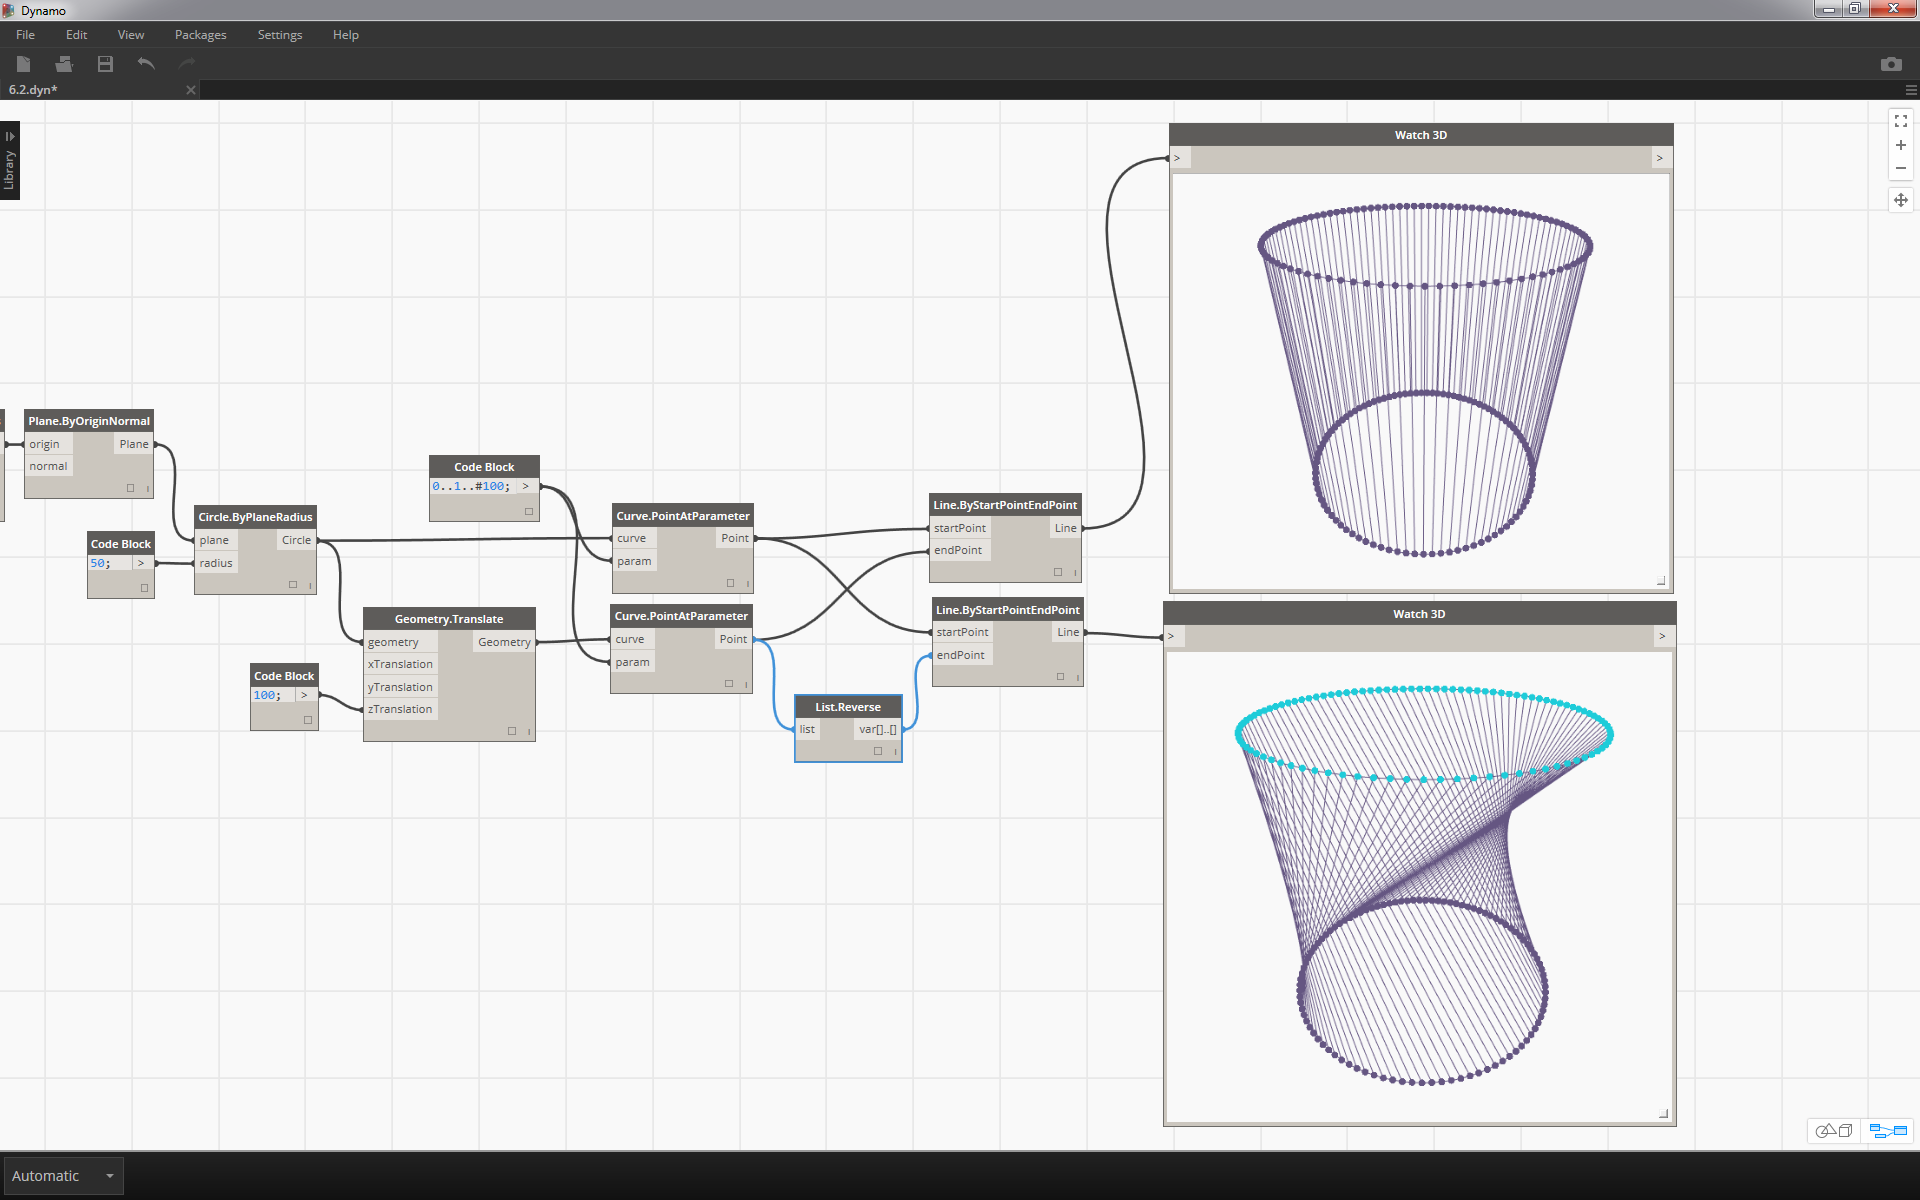 Dynamo
File Edit View Packages Settings Help
6.2.dyn*
Library
Watch 3D
> >
Plane.ByOriginNormal
origin Plane
normal
Code Block
50; >
Circle.ByPlaneRadius
plane Circle
radius
Code Block
0..1..#100; >
Curve.PointAtParameter
curve Point
param
Line.ByStartPointEndPoint
startPoint Line
endPoint
Geometry.Translate
geometry Geometry
xTranslation
yTranslation
zTranslation
Code Block
100; >
Curve.PointAtParameter
curve Point
param
Line.ByStartPointEndPoint
startPoint Line
endPoint
List.Reverse
list var[]..[]
Watch 3D
> >
Automatic